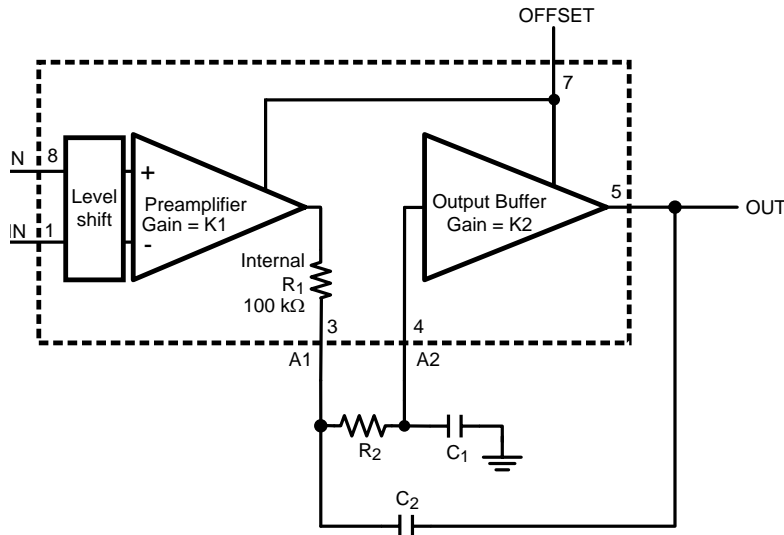 OFFSET
7
N 8
IN 1
Level
shift
+
-
Preamplifier
Gain = K1
Output Buffer
Gain = K2
5
OUT
Internal
R1
100 kΩ
3
4
A1
A2
R2
C1
C2